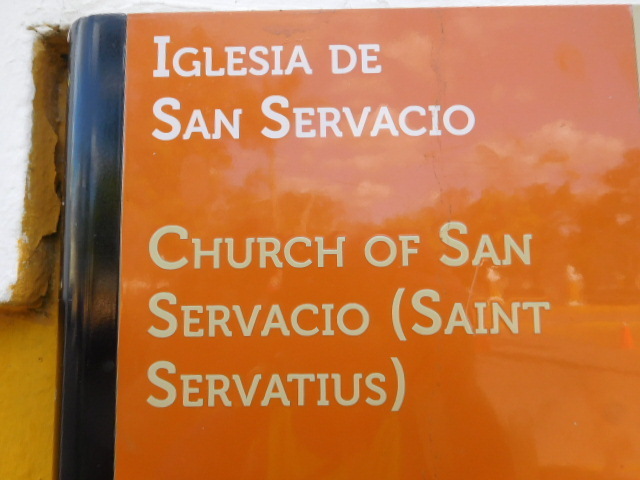 Iglesia de
San Servacio
Church of San
Servacio (Saint
Servatius)